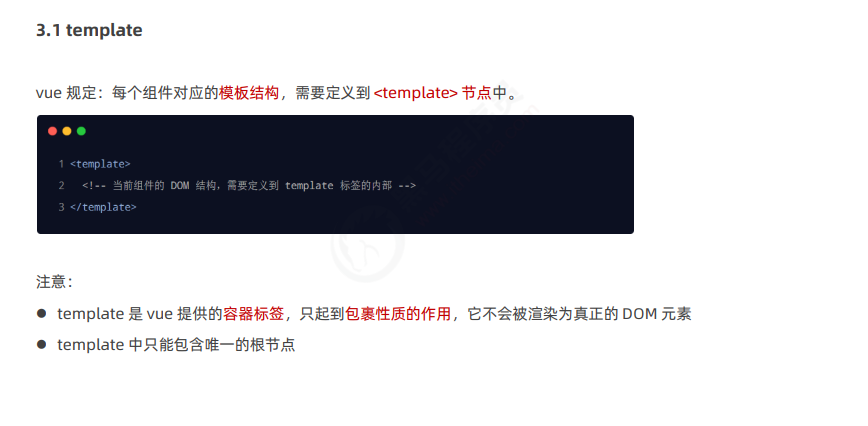 3.1 template
vue 规定：每个组件对应的模板结构，需要定义到 <template> 节点中。
1 <template>
2 <!-- 当前组件的 DOM 结构，需要定义到 template 标签的内部 -->
3 </template>
注意：
● template 是 vue 提供的容器标签，只起到包裹性质的作用，它不会被渲染为真正的 DOM 元素
● template 中只能包含唯一的根节点